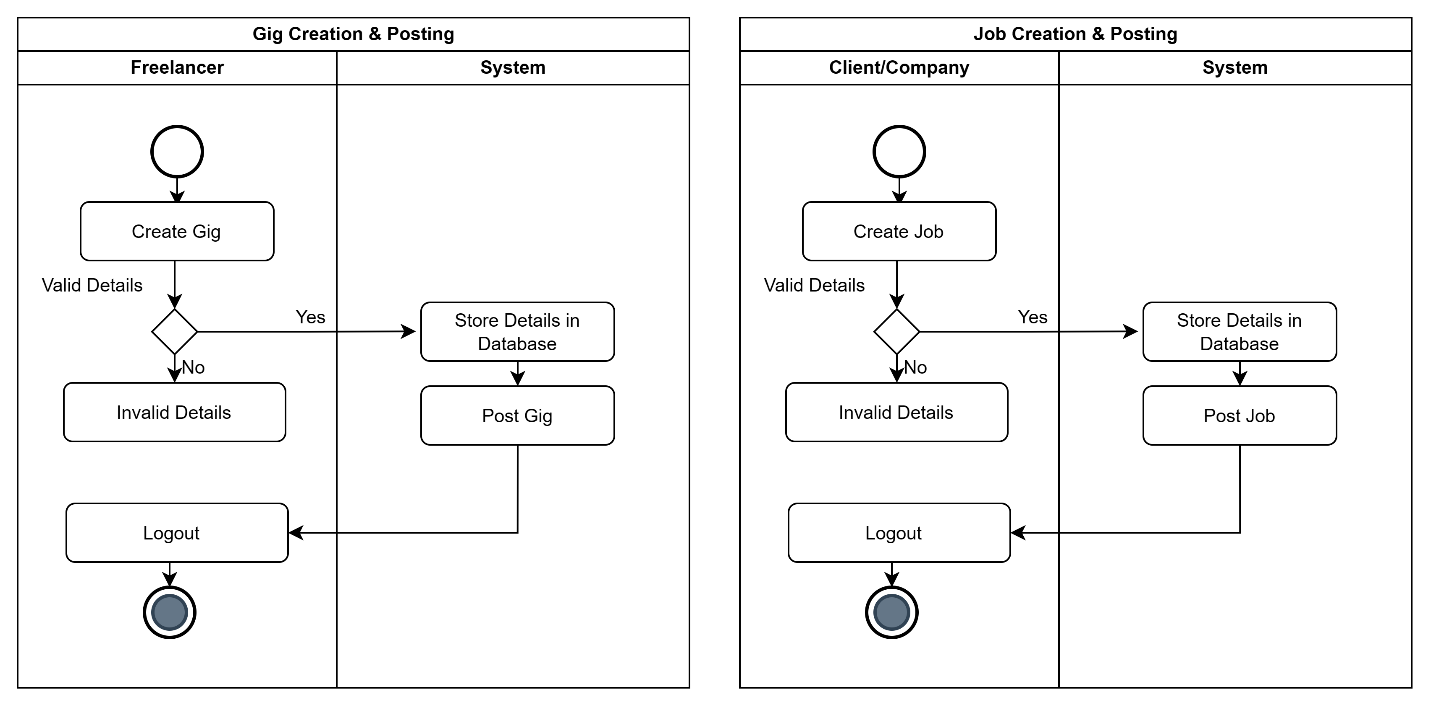 Gig Creation & Posting
Freelancer
System
Create Gig
Valid Details
Yes
Store Details in
Database
No
Invalid Details
Post Gig
Logout
Job Creation & Posting
Client/Company
System
Create Job
Valid Details
Yes
Store Details in
Database
No
Invalid Details
Post Job
Logout